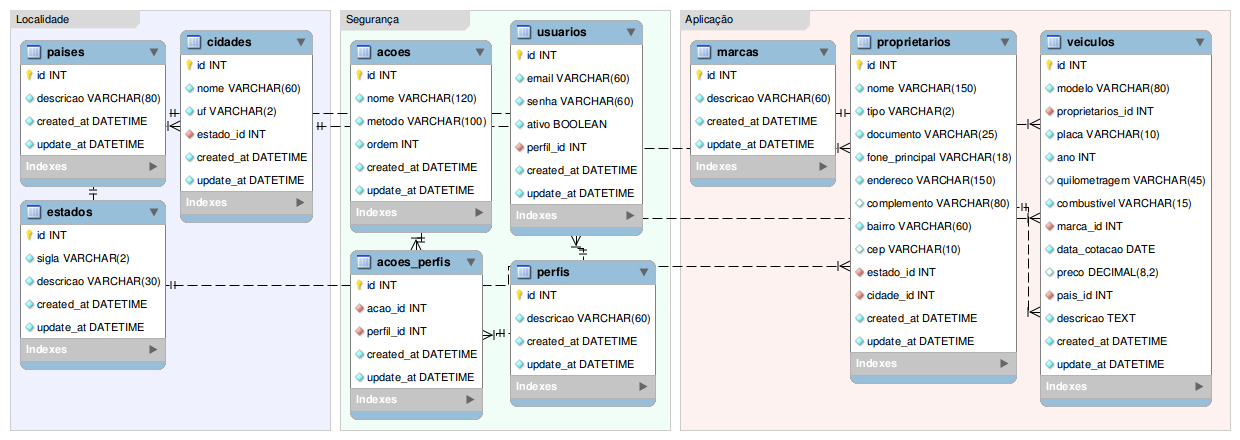 Localidade
paises
id INT
descricao VARCHAR(80)
created_at DATETIME
update_at DATETIME
Indexes
cidades
id INT
nome VARCHAR(60)
uf VARCHAR(2)
estado_id INT
created_at DATETIME
update_at DATETIME
Indexes
estados
id INT
sigla VARCHAR(2)
descricao VARCHAR(30)
created_at DATETIME
update_at DATETIME
Indexes
Segurança
acoes
id INT
nome VARCHAR(120)
metodo VARCHAR(100)
ordem INT
created_at DATETIME
update_at DATETIME
Indexes
usuarios
id INT
email VARCHAR(60)
senha VARCHAR(60)
ativo BOOLEAN
perfil_id INT
created_at DATETIME
update_at DATETIME
Indexes
acoes_perfis
id INT
acao_id INT
perfil_id INT
created_at DATETIME
update_at DATETIME
Indexes
perfis
id INT
descricao VARCHAR(60)
created_at DATETIME
update_at DATETIME
Indexes
Aplicação
marcas
id INT
descricao VARCHAR(60)
created_at DATETIME
update_at DATETIME
Indexes
proprietarios
id INT
nome VARCHAR(150)
tipo VARCHAR(2)
documento VARCHAR(25)
fone_principal VARCHAR(18)
endereco VARCHAR(150)
complemento VARCHAR(80)
bairro VARCHAR(60)
cep VARCHAR(10)
estado_id INT
cidade_id INT
created_at DATETIME
update_at DATETIME
Indexes
veiculos
id INT
modelo VARCHAR(80)
proprietarios_id INT
placa VARCHAR(10)
ano INT
quilometragem VARCHAR(45)
combustivel VARCHAR(15)
marca_id INT
data_cotacao DATE
preco DECIMAL(8,2)
pais_id INT
descricao TEXT
created_at DATETIME
update_at DATETIME
Indexes